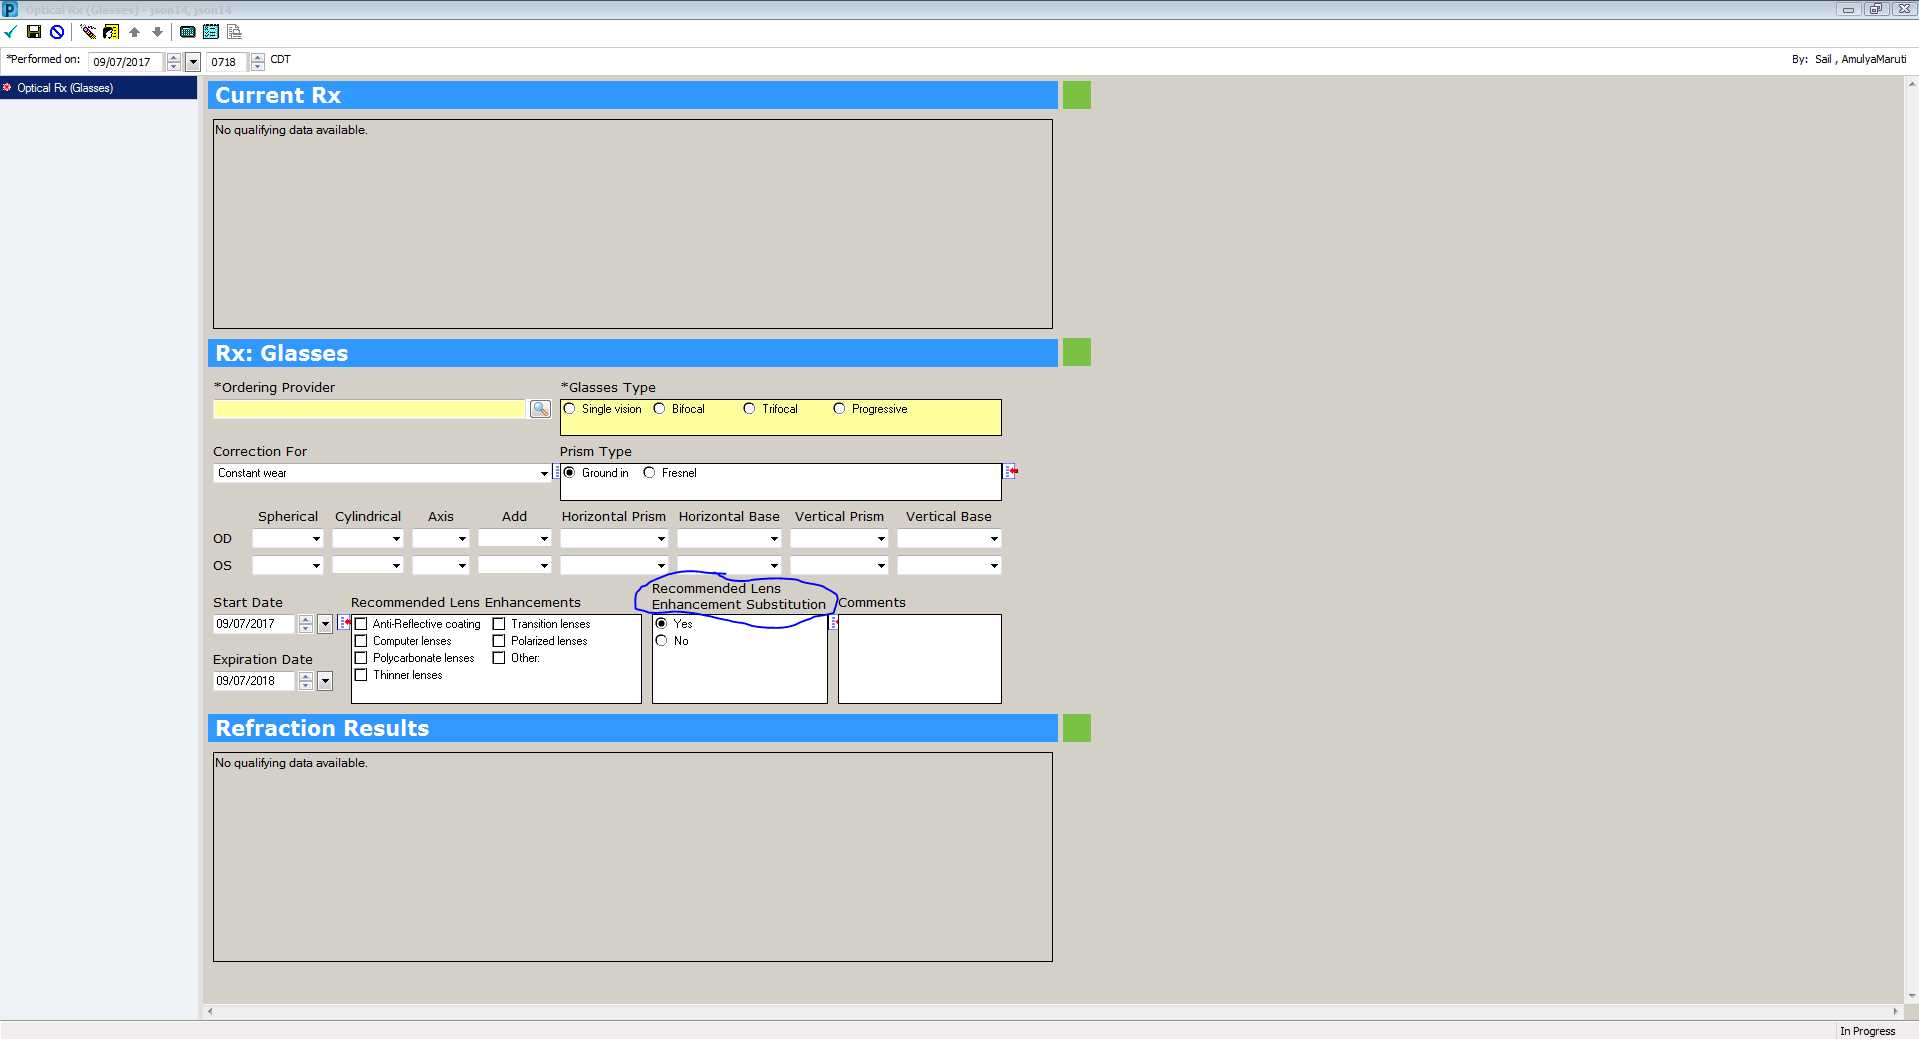 Optical Rx (Glasses) - json14, json14
*Performed on: 09/07/2017 0718 CDT By: Sail , AmulyaMaruti
Optical Rx (Glasses)
Current Rx
No qualifying data available.
Rx: Glasses
*Ordering Provider *Glasses Type
Single vision Bifocal Trifocal Progressive
Correction For Prism Type
Constant wear Ground in Fresnel
Spherical Cylindrical Axis Add Horizontal Prism Horizontal Base Vertical Prism Vertical Base
OD
OS
Start Date
09/07/2017
Expiration Date
09/07/2018
Recommended Lens Enhancements
Anti-Reflective coating Transition lenses
Computer lenses Polarized lenses
Polycarbonate lenses Other:
Thinner lenses
Recommended Lens
Enhancement Substitution
Yes
No
Comments
Refraction Results
No qualifying data available.
In Progress